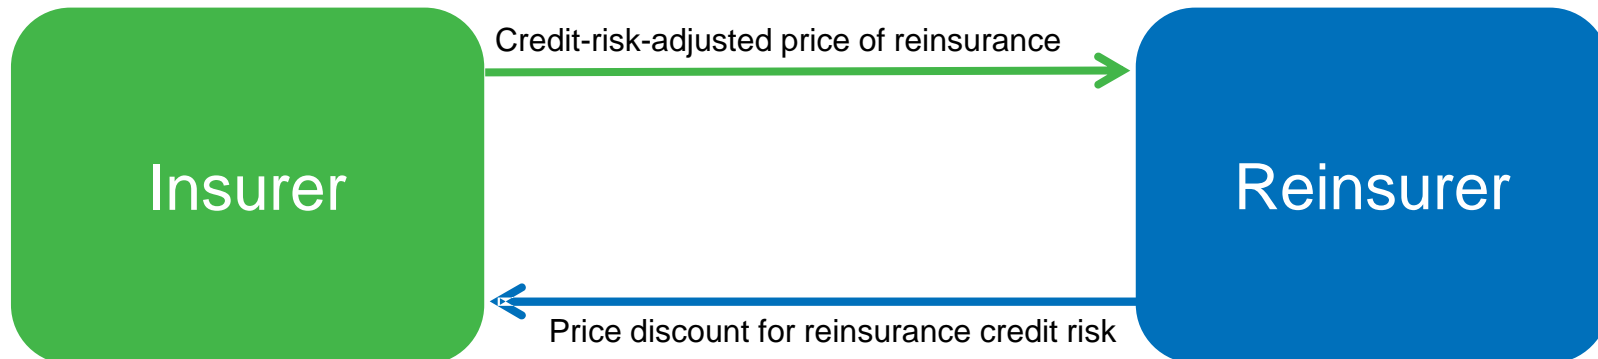 Credit-risk-adjusted price of reinsurance
Insurer
Reinsurer
Price discount for reinsurance credit risk